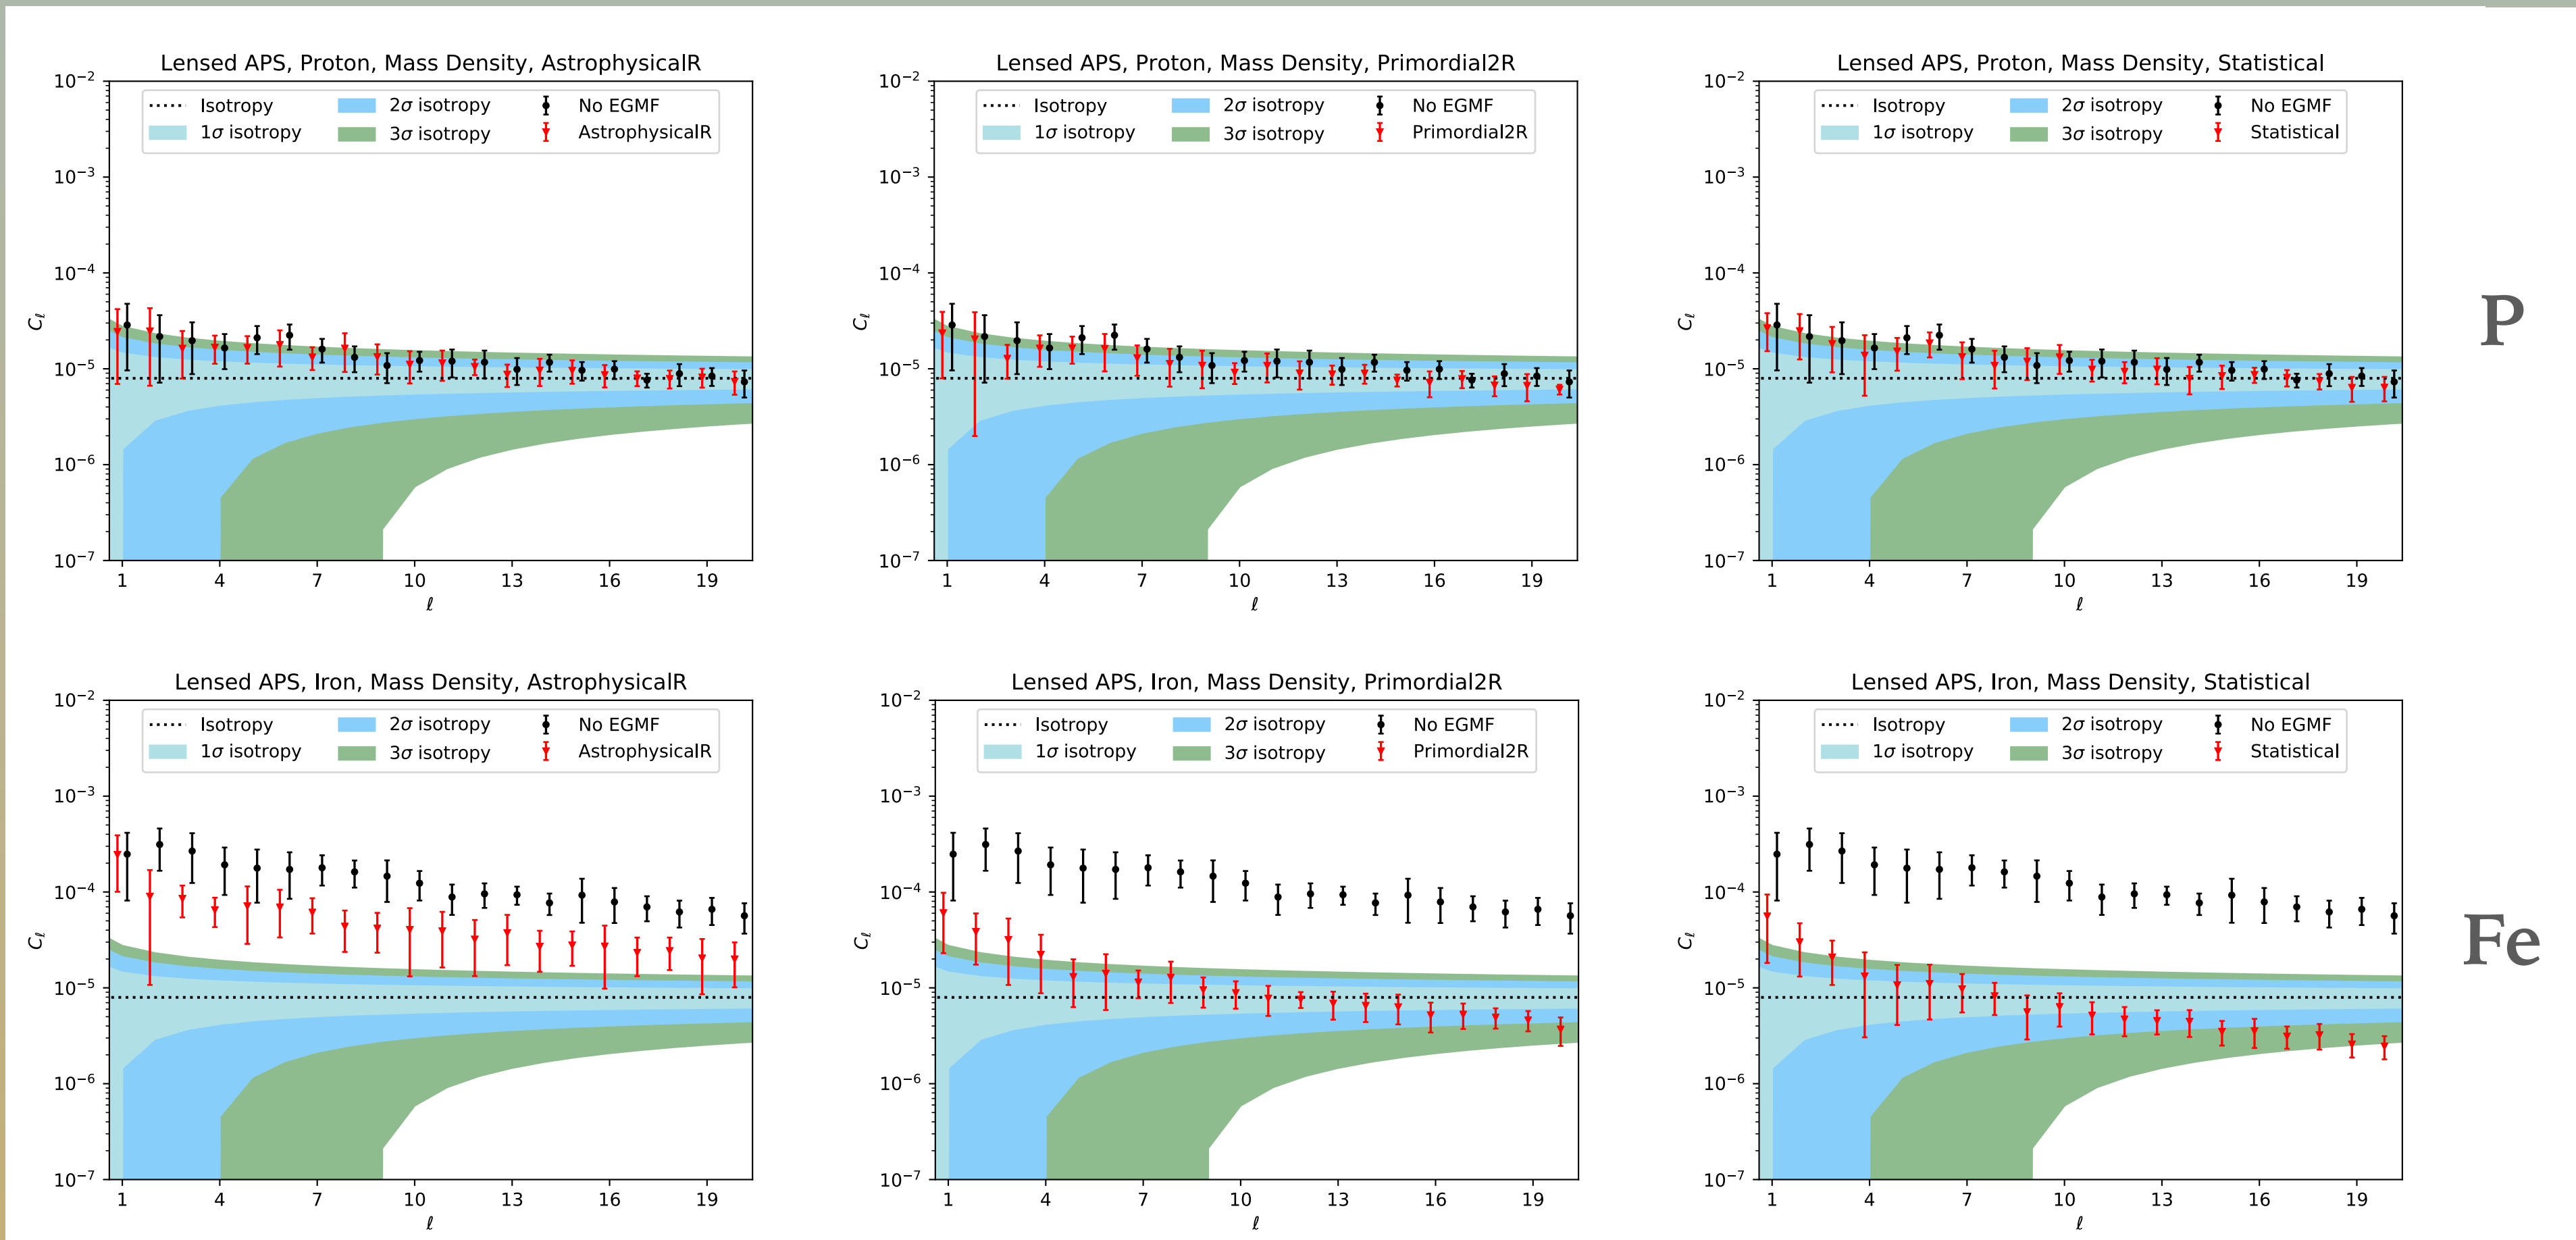 Lensed APS, Proton, Mass Density, AstrophysicalR
Isotropy
1σ isotropy
2σ isotropy
3σ isotropy
No EGMF
AstrophysicalR
10⁻²
10⁻³
10⁻⁴
10⁻⁵
10⁻⁶
10⁻⁷
Cℓ
1 4 7 10 13 16 19
ℓ
Lensed APS, Proton, Mass Density, Primordial2R
Isotropy
1σ isotropy
2σ isotropy
3σ isotropy
No EGMF
Primordial2R
10⁻²
10⁻³
10⁻⁴
10⁻⁵
10⁻⁶
10⁻⁷
Cℓ
1 4 7 10 13 16 19
ℓ
Lensed APS, Proton, Mass Density, Statistical
Isotropy
1σ isotropy
2σ isotropy
3σ isotropy
No EGMF
Statistical
10⁻²
10⁻³
10⁻⁴
10⁻⁵
10⁻⁶
10⁻⁷
Cℓ
1 4 7 10 13 16 19
ℓ
P
Lensed APS, Iron, Mass Density, AstrophysicalR
Isotropy
1σ isotropy
2σ isotropy
3σ isotropy
No EGMF
AstrophysicalR
10⁻²
10⁻³
10⁻⁴
10⁻⁵
10⁻⁶
10⁻⁷
Cℓ
1 4 7 10 13 16 19
ℓ
Lensed APS, Iron, Mass Density, Primordial2R
Isotropy
1σ isotropy
2σ isotropy
3σ isotropy
No EGMF
Primordial2R
10⁻²
10⁻³
10⁻⁴
10⁻⁵
10⁻⁶
10⁻⁷
Cℓ
1 4 7 10 13 16 19
ℓ
Lensed APS, Iron, Mass Density, Statistical
Isotropy
1σ isotropy
2σ isotropy
3σ isotropy
No EGMF
Statistical
10⁻²
10⁻³
10⁻⁴
10⁻⁵
10⁻⁶
10⁻⁷
Cℓ
1 4 7 10 13 16 19
ℓ
Fe